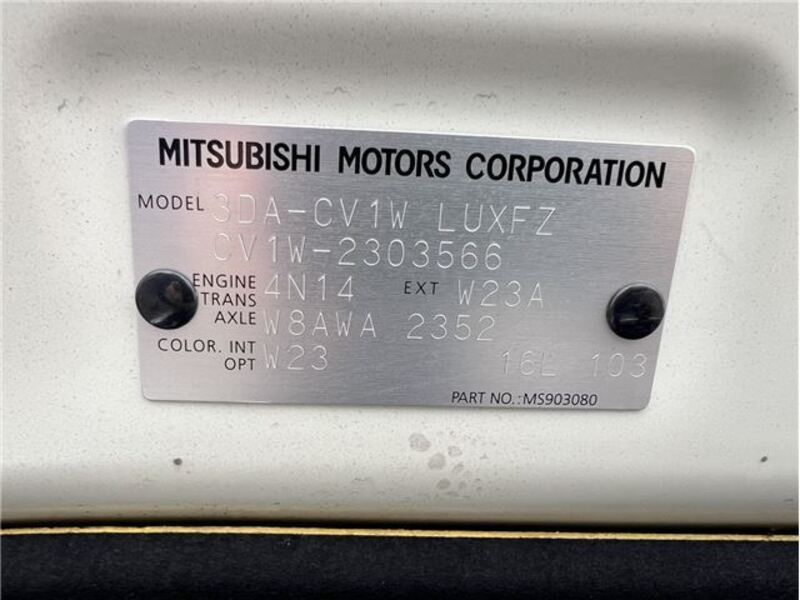 MITSUBISHI MOTORS CORPORATION
MODEL 3DA-CV1W LUXFZ
CV1W-2303566
ENGINE 4N14 EXT W23A
TRANS
AXLE W8AWA 2352
COLOR. INT W23 16L 103
OPT
PART NO.:MS903080